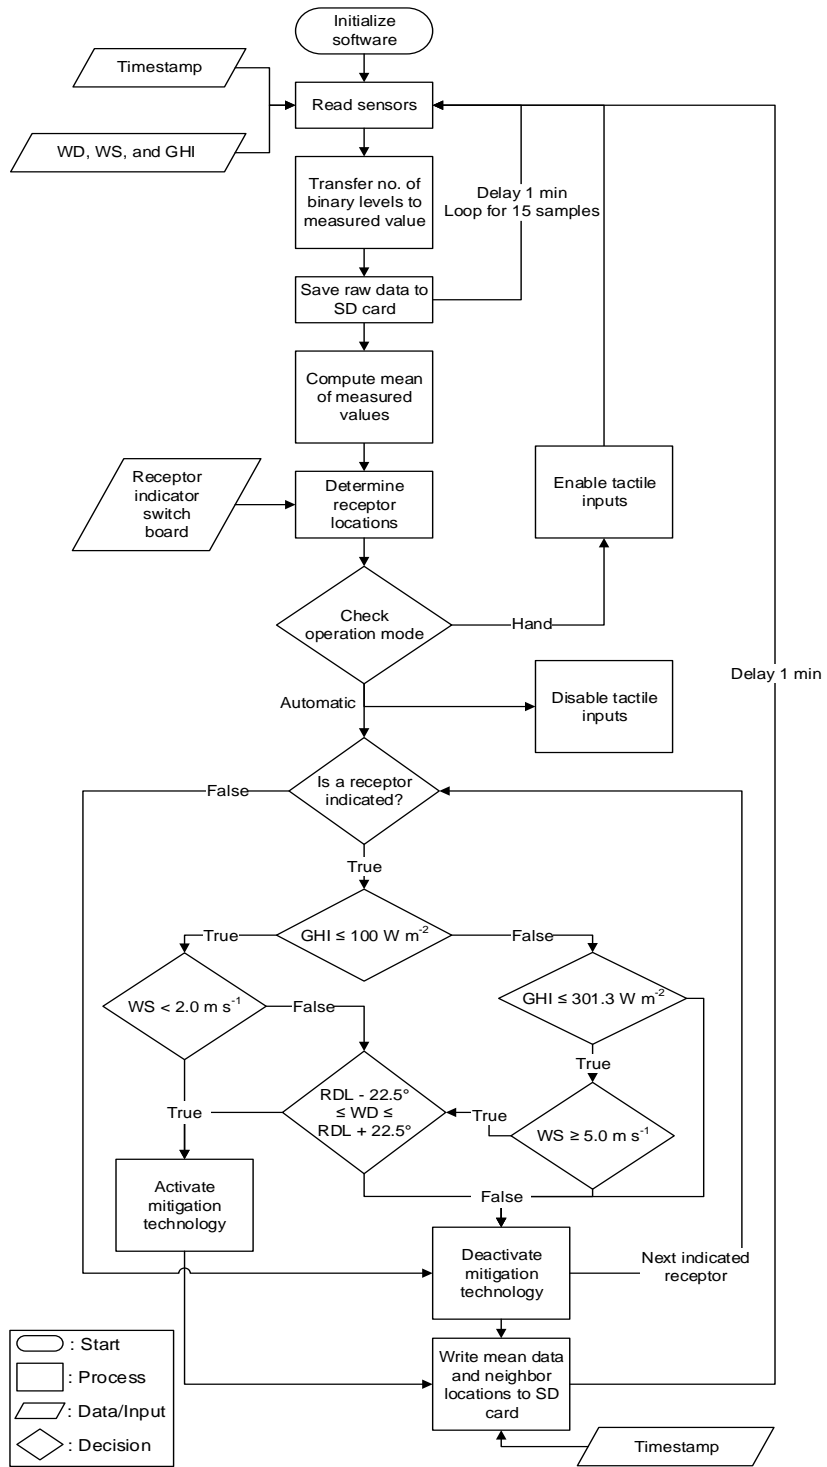 Initialize
software
Timestamp
Read sensors
WD, WS, and GHI
Transfer no. of
binary levels to
measured value
Delay 1 min
Loop for 15 samples
Save raw data to
SD card
Compute mean
of measured
values
Receptor
indicator
switch
board
Determine
receptor
locations
Enable tactile
inputs
Check
operation mode
Hand
Delay 1 min
Automatic
Disable tactile
inputs
Is a receptor
indicated?
False
True
GHI ≤ 100 W m⁻²
True
False
WS < 2.0 m s⁻¹
False
GHI ≤ 301.3 W m⁻²
True
RDL - 22.5°
≤ WD ≤
RDL + 22.5°
True
True
WS ≥ 5.0 m s⁻¹
Activate
mitigation
technology
False
Deactivate
mitigation
technology
Next indicated
receptor
Write mean data
and neighbor
locations to SD
card
Timestamp
: Start
: Process
: Data/Input
: Decision